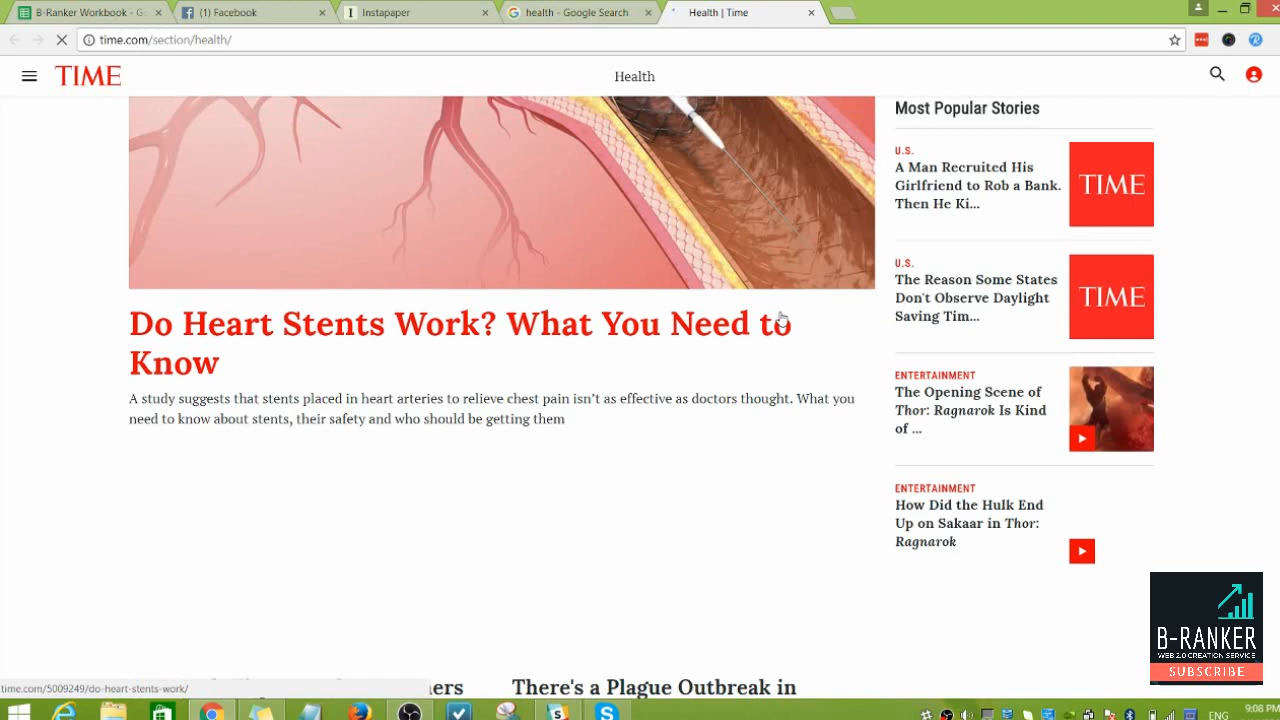 B-Ranker Workbook - G
(1) Facebook
Instapaper
health - Google Search
Health | Time
time.com/section/health/
TIME
Health
Most Popular Stories
U.S.
A Man Recruited His
Girlfriend to Rob a Bank.
Then He Ki...
TIME
U.S.
The Reason Some States
Don't Observe Daylight
Saving Tim...
TIME
Do Heart Stents Work? What You Need to
Know
A study suggests that stents placed in heart arteries to relieve chest pain isn't as effective as doctors thought. What you
need to know about stents, their safety and who should be getting them
ENTERTAINMENT
The Opening Scene of
Thor: Ragnarok Is Kind
of ...
ENTERTAINMENT
How Did the Hulk End
Up on Sakaar in Thor:
Ragnarok
B-RANKER
WEB 2.0 CREATION SERVICE
SUBSCRIBE
time.com/5009249/do-heart-stents-work/
ers
There's a Plague Outbreak in
ENG
9:08 PM